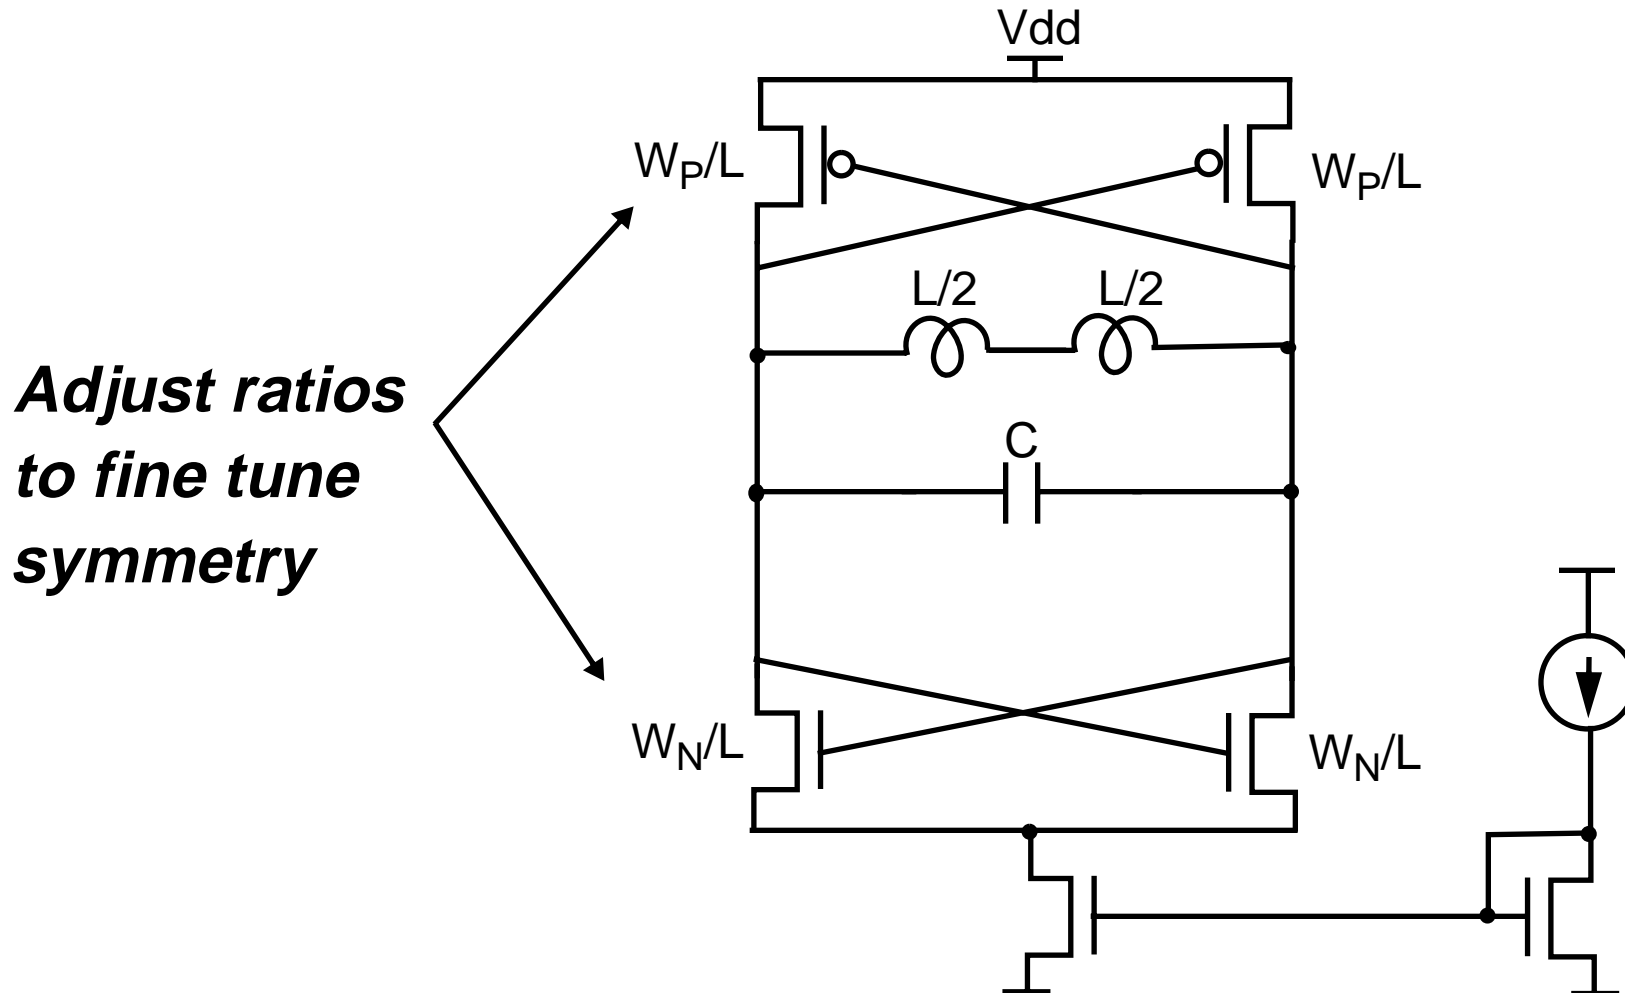 Vdd
W_P/L
W_P/L
L/2 L/2
Adjust ratios
to fine tune
symmetry
C
W_N/L
W_N/L